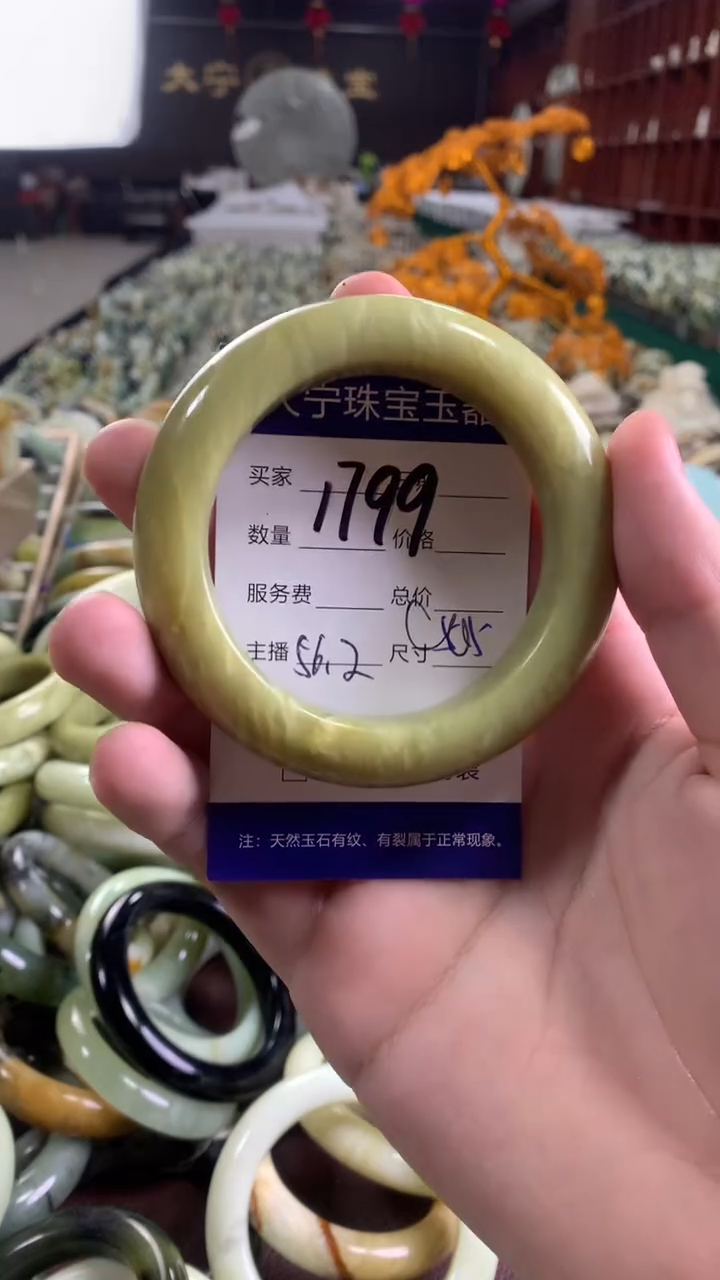 大宁 宝
宁珠宝玉器
买家
1799
数量 价格
服务费 总价
主播 56.2 尺寸
注：天然玉石有纹、有裂属于正常现象。